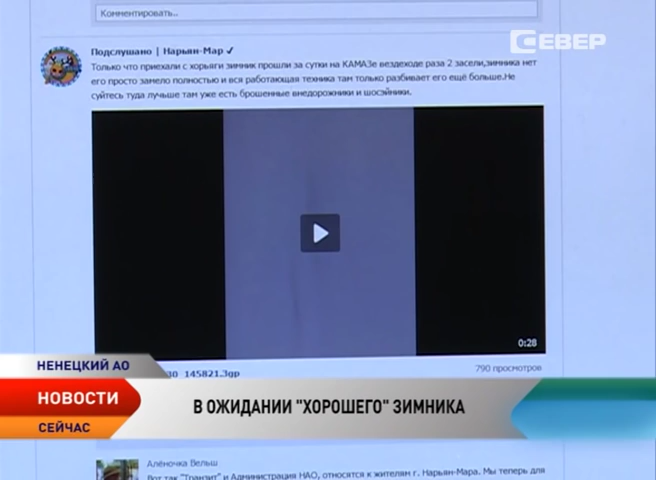 Комментировать..
СЕВЕР
Подслушано | Нарьян-Мар
Только что приехали с хорьяги зимник прошли за сутки на КАМАЗе вездеходе раза 2 засели,зимника нет
его просто замело полностью и вся работающая техника там только разбивает его ещё больше.Не
суйтесь туда лучьше там уже есть брошенные внедорожники и шосэйники.
0:28
790 просмотров
145821.3gp
НЕНЕЦКИЙ АО
НОВОСТИ
СЕЙЧАС
В ОЖИДАНИИ "ХОРОШЕГО" ЗИМНИКА
Алёночка Вельш
Вот так "Транзит" и Администрация НАО, относятся к жителям г. Нарьян-Мара. Мы теперь для